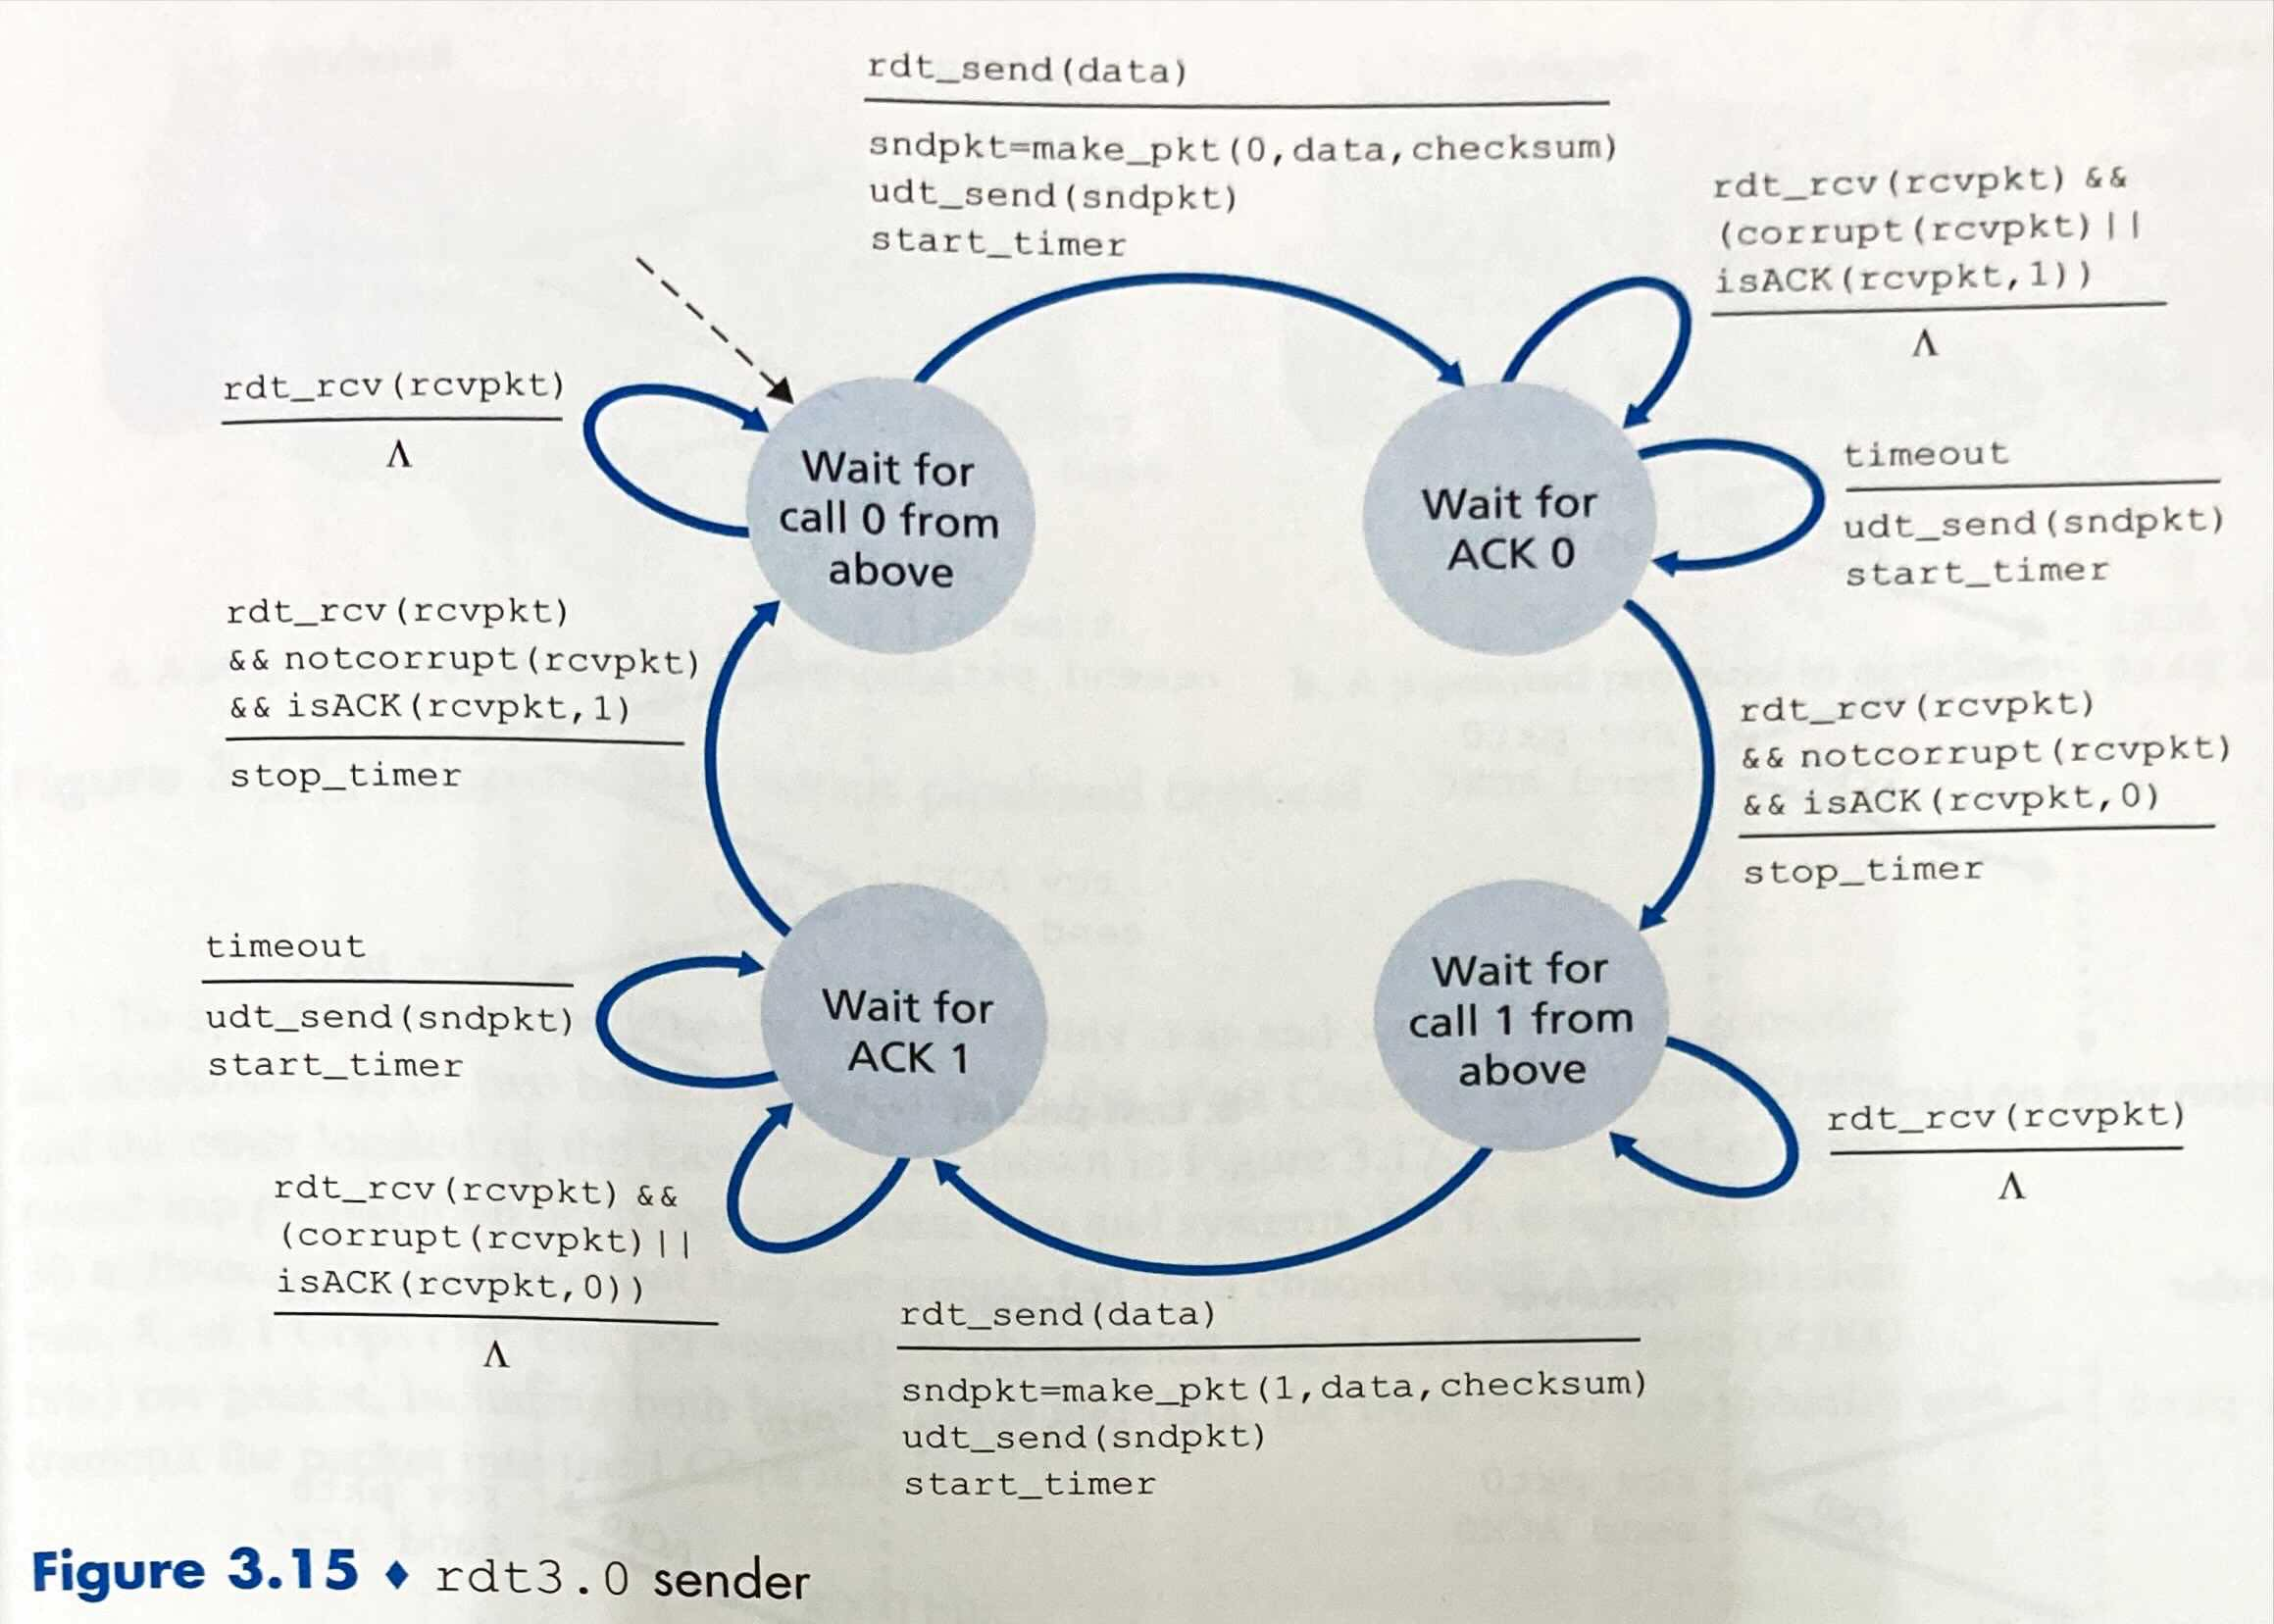 rdt_send(data)
sndpkt=make_pkt(0,data,checksum)
udt_send(sndpkt)
start_timer
rdt_rcv(rcvpkt) &&
(corrupt(rcvpkt)||
isACK(rcvpkt,1))
Λ
rdt_rcv(rcvpkt)
Λ
Wait for
call 0 from
above
Wait for
ACK 0
timeout
udt_send(sndpkt)
start_timer
rdt_rcv(rcvpkt)
&& notcorrupt(rcvpkt)
&& isACK(rcvpkt,1)
stop_timer
rdt_rcv(rcvpkt)
&& notcorrupt(rcvpkt)
&& isACK(rcvpkt,0)
stop_timer
timeout
udt_send(sndpkt)
start_timer
Wait for
ACK 1
Wait for
call 1 from
above
rdt_rcv(rcvpkt)
Λ
rdt_rcv(rcvpkt) &&
(corrupt(rcvpkt)||
isACK(rcvpkt,0))
Λ
rdt_send(data)
sndpkt=make_pkt(1,data,checksum)
udt_send(sndpkt)
start_timer
Figure 3.15 ♦ rdt3.0 sender